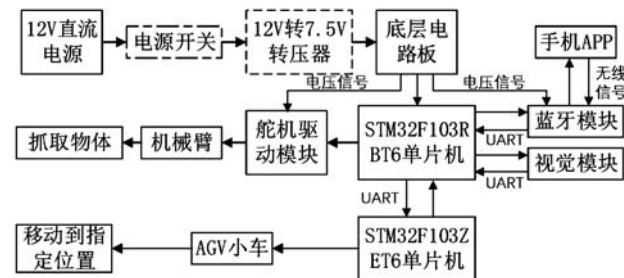 12V直流
电源
电源开关
12V转7.5V
转压器
底层电
路板
手机APP
电压信号
电压信号
无线
信号
抓取物体
机械臂
舵机驱动模块
STM32F103R
BT6单片机
UART
蓝牙模块
UART
视觉模块
UART
移动到指
定位置
AGV小车
STM32F103Z
ET6单片机